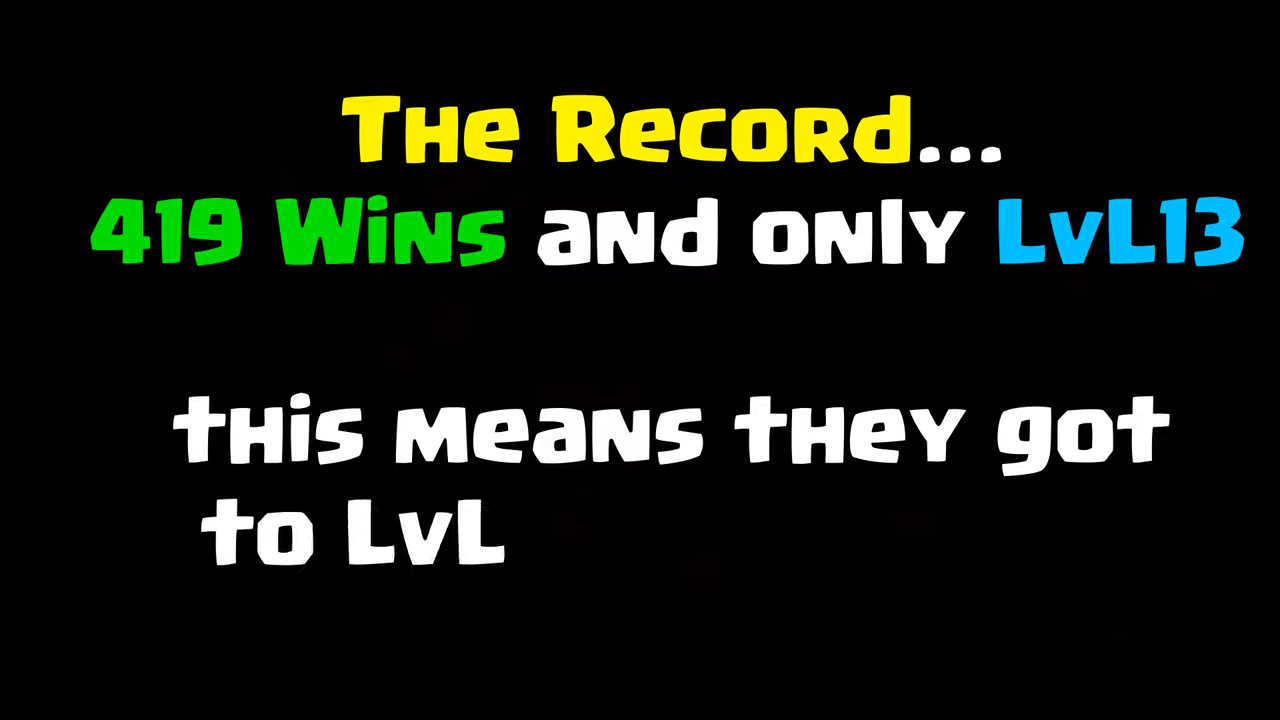 The Record...
419 Wins and only LvL13
this means they got
to LvL